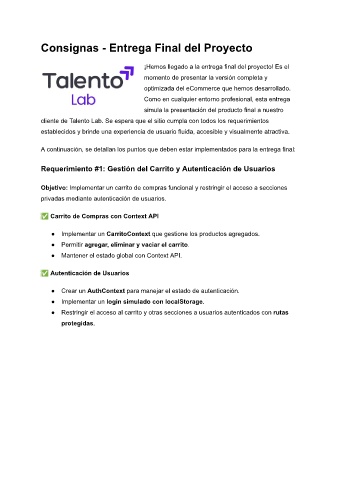 Consignas - Entrega Final del Proyecto
Talento
Lab
¡Hemos llegado a la entrega final del proyecto! Es el
momento de presentar la versión completa y
optimizada del eCommerce que hemos desarrollado.
Como en cualquier entorno profesional, esta entrega
simula la presentación del producto final a nuestro
cliente de Talento Lab. Se espera que el sitio cumpla con todos los requerimientos
establecidos y brinde una experiencia de usuario fluida, accesible y visualmente atractiva.
A continuación, se detallan los puntos que deben estar implementados para la entrega final.
Requerimiento #1: Gestión del Carrito y Autenticación de Usuarios
Objetivo: Implementar un carrito de compras funcional y restringir el acceso a secciones
privadas mediante autenticación de usuarios.
✅ Carrito de Compras con Context API
● Implementar un CarritoContext que gestione los productos agregados.
● Permitir agregar, eliminar y vaciar el carrito.
● Mantener el estado global con Context API.
✅ Autenticación de Usuarios
● Crear un AuthContext para manejar el estado de autenticación.
● Implementar un login simulado con localStorage.
● Restringir el acceso al carrito y otras secciones a usuarios autenticados con rutas
protegidas.